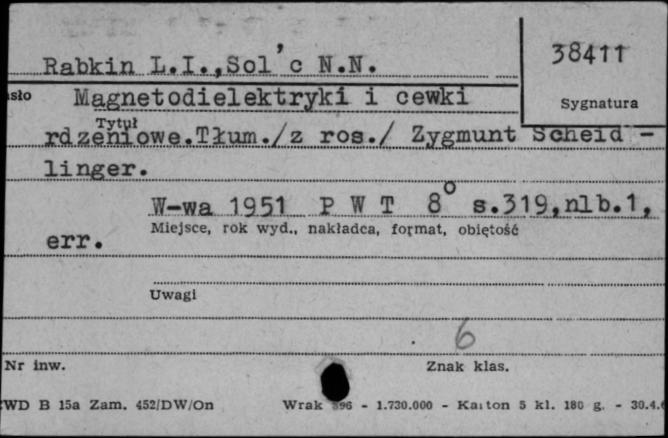 38411
Rabkin L.I.,Sol'c N.N.
sło Magnetodielektryki i cewki
Sygnatura
Tytuł
rdzeniowe.Tłum./z ros./ Zygmunt Scheid -
linger.
W-wa 1951 P W T 8° s.319,nlb.1,
Miejsce, rok wyd., nakładca, format, objętość
err.
Uwagi
6
Nr inw. Znak klas.
WD B 15a Zam. 452/DW/On Wrak 396 - 1.730.000 - Karton 5 kl. 180 g. - 30.4.